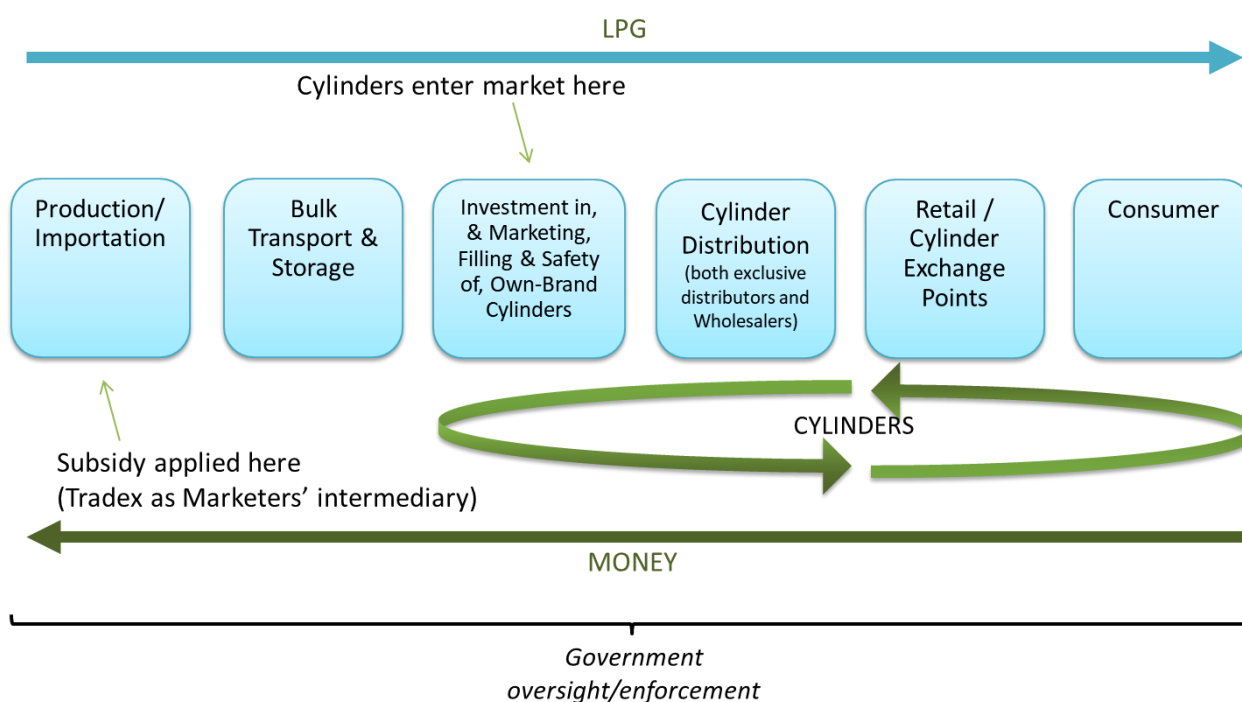 LPG
Cylinders enter market here
Production/
Importation
Bulk
Transport &
Storage
Investment in,
& Marketing,
Filling & Safety
of, Own-Brand
Cylinders
Cylinder
Distribution
(both exclusive
distributors and
Wholesalers)
Retail /
Cylinder
Exchange
Points
Consumer
CYLINDERS
Subsidy applied here
(Tradex as Marketers’ intermediary)
MONEY
Government
oversight/enforcement